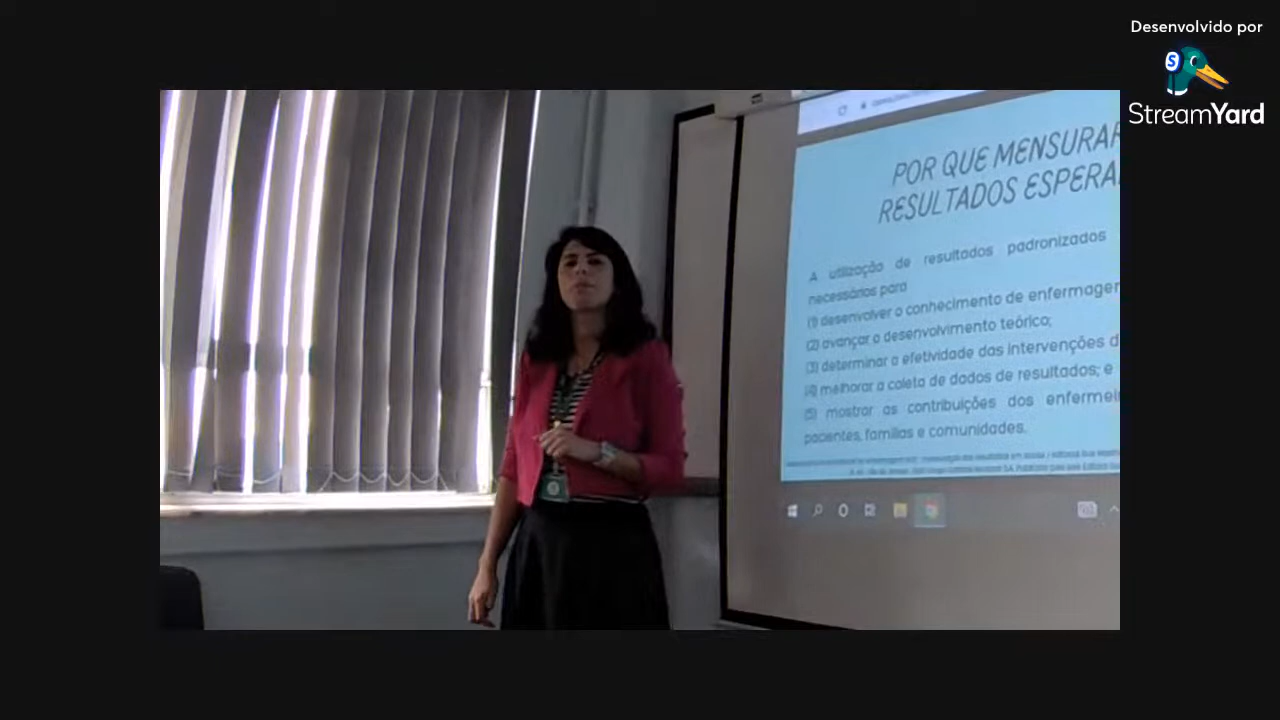 Desenvolvido por
StreamYard
POR QUE MENSURAR
RESULTADOS ESPERA
A utilização de resultados padronizados
necessários para
(1) desenvolver o conhecimento de enfermagem
(2) avançar o desenvolvimento teórico;
(3) determinar a efetividade das intervenções d
(4) melhorar a coleta de dados de resultados; e
(5) mostrar as contribuições dos enfermei
pacientes, famílias e comunidades.